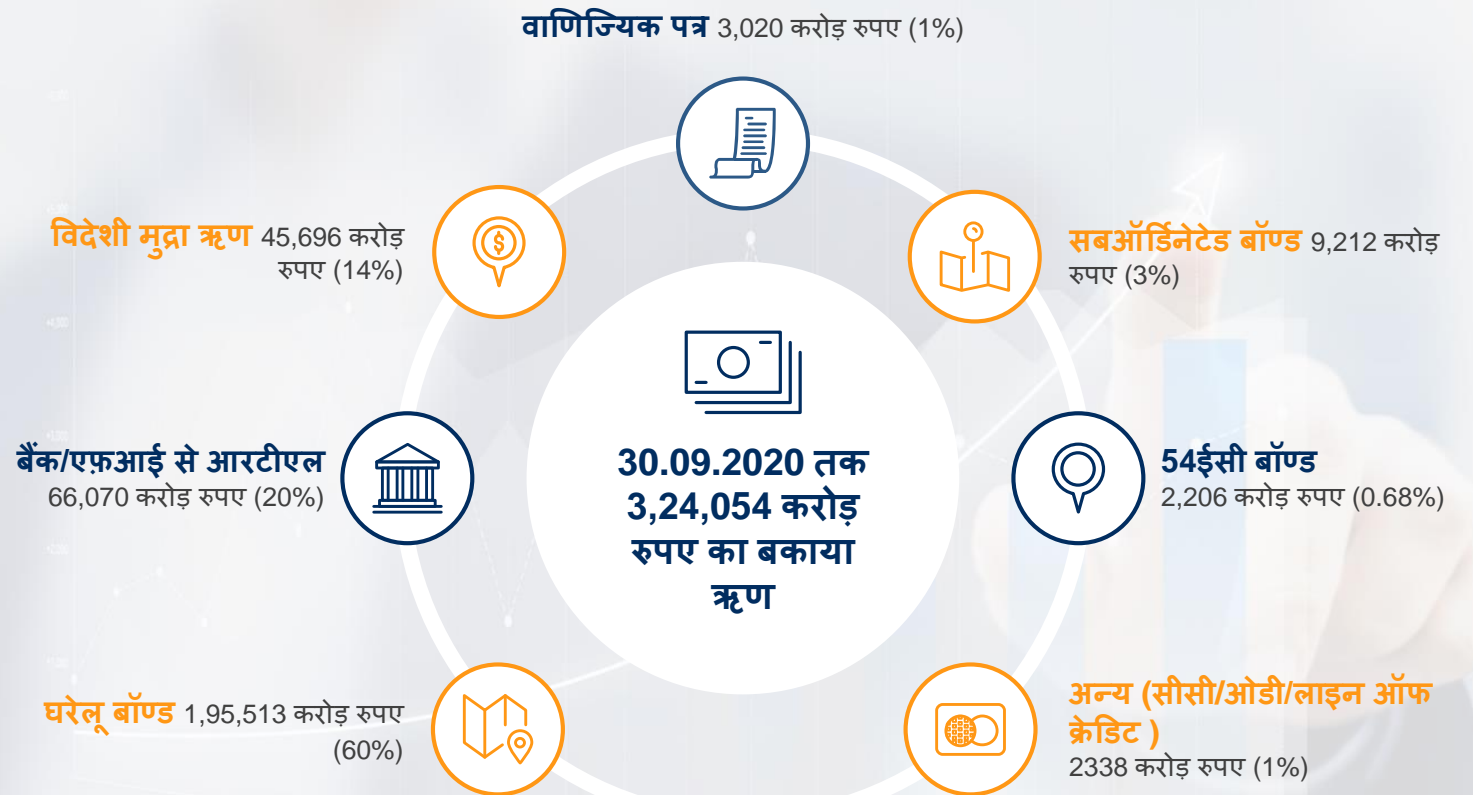 वाणिज्यिक पत्र 3,020 करोड़ रुपए (1%)
विदेशी मुद्रा ऋण 45,696 करोड़
रुपए (14%)
सबऑर्डिनेटेड बॉण्ड 9,212 करोड़
रुपए (3%)
बैंक/एफ़आई से आरटीएल
66,070 करोड़ रुपए (20%)
30.09.2020 तक
3,24,054 करोड़
रुपए का बकाया
ऋण
54ईसी बॉण्ड
2,206 करोड़ रुपए (0.68%)
घरेलू बॉण्ड 1,95,513 करोड़ रुपए
(60%)
अन्य (सीसी/ओडी/लाइन ऑफ
क्रेडिट )
2338 करोड़ रुपए (1%)